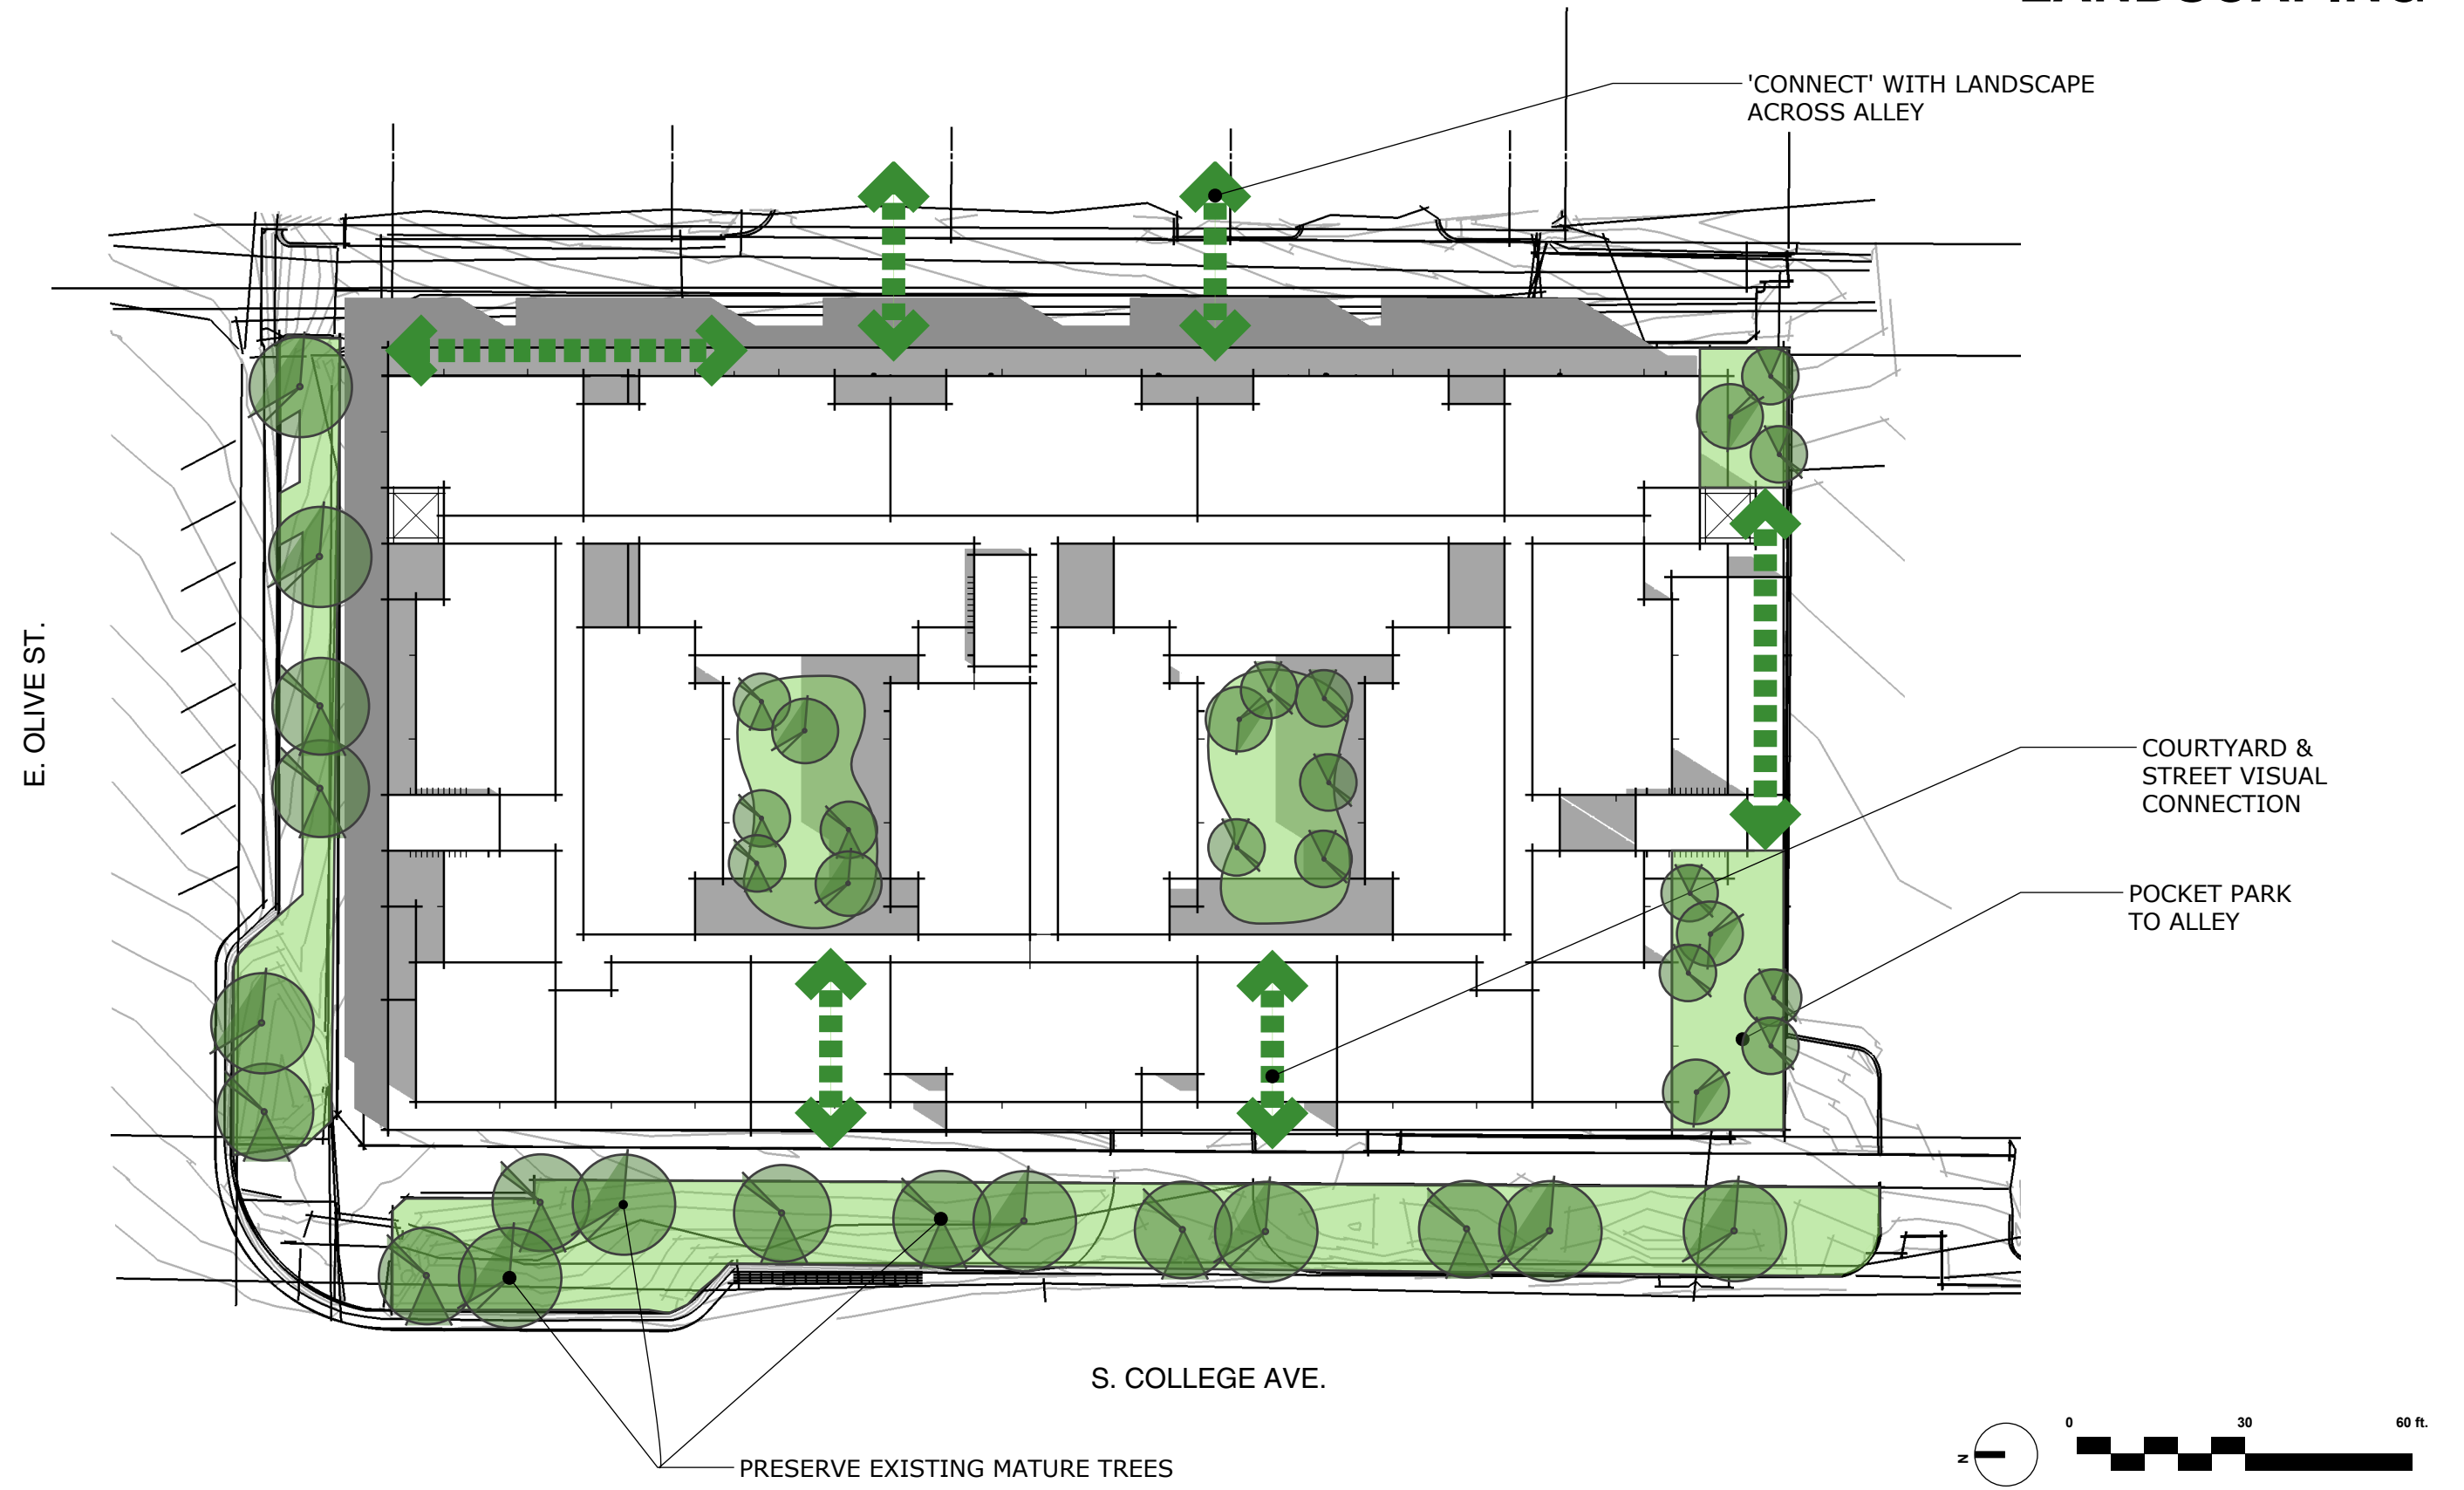 LANDSCAPING
'CONNECT' WITH LANDSCAPE
ACROSS ALLEY
E. OLIVE ST.
COURTYARD &
STREET VISUAL
CONNECTION
POCKET PARK
TO ALLEY
S. COLLEGE AVE.
PRESERVE EXISTING MATURE TREES
N
0 30 60 ft.